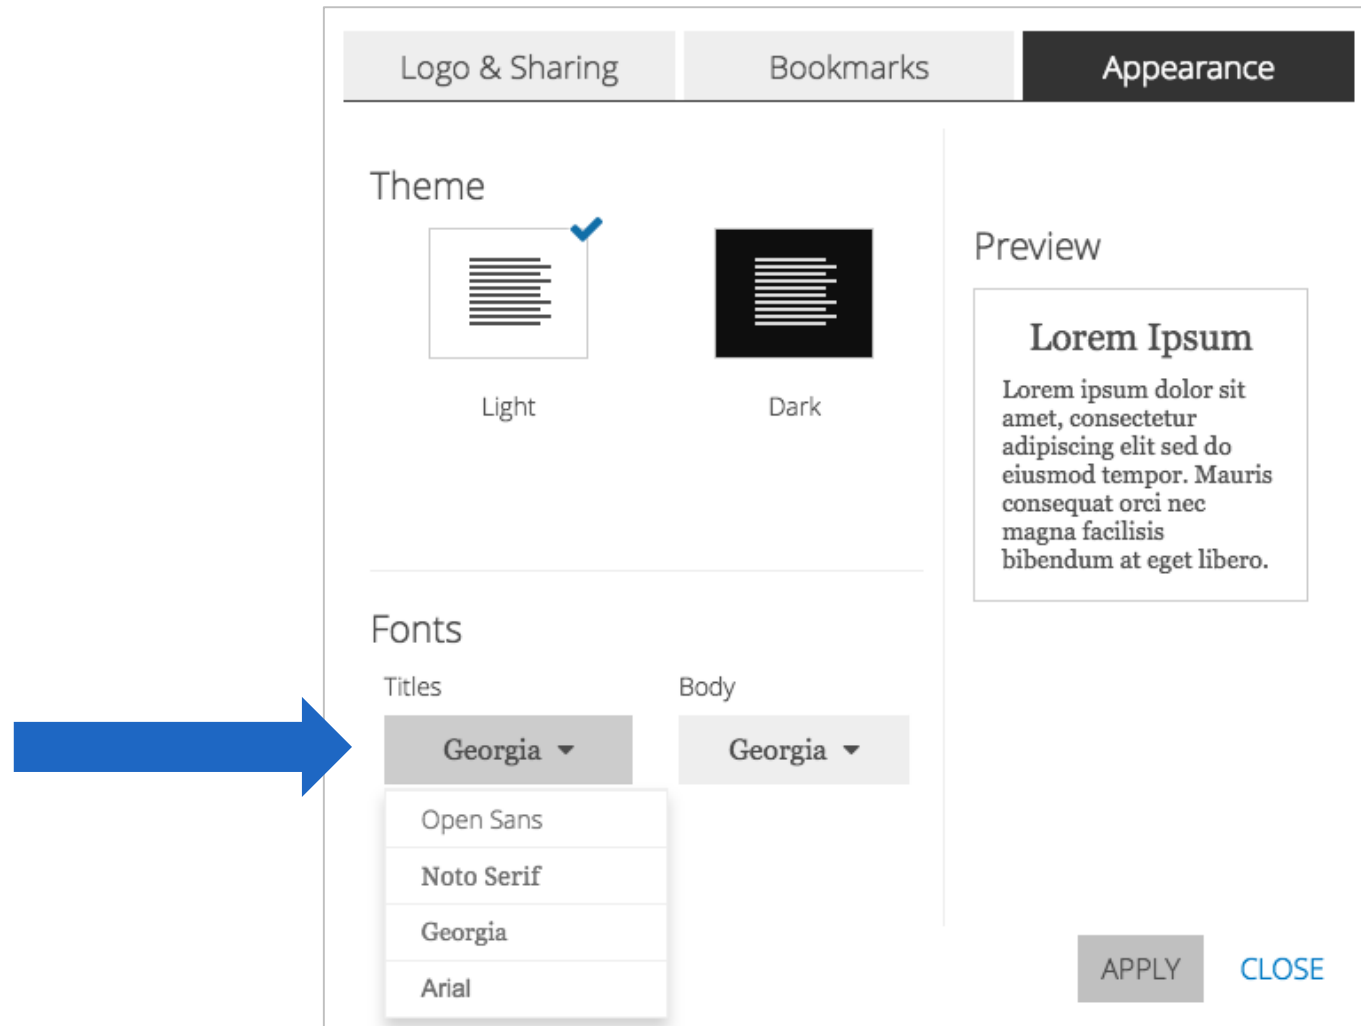 Logo & Sharing
Bookmarks
Appearance
Theme
Light
Dark
Preview
Lorem Ipsum
Lorem ipsum dolor sit
amet, consectetur
adipiscing elit sed do
eiusmod tempor. Mauris
consequat orci nec
magna facilisis
bibendum at eget libero.
Fonts
Titles
Body
Georgia
Georgia
Open Sans
Noto Serif
Georgia
Arial
APPLY
CLOSE